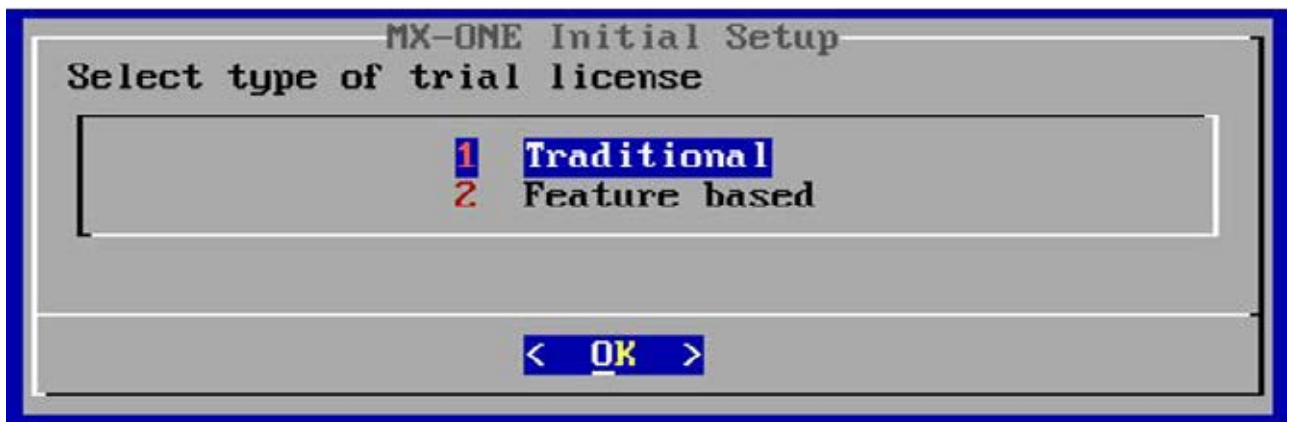 MX-ONE Initial Setup
Select type of trial license
1 Traditional
2 Feature based
< OK >